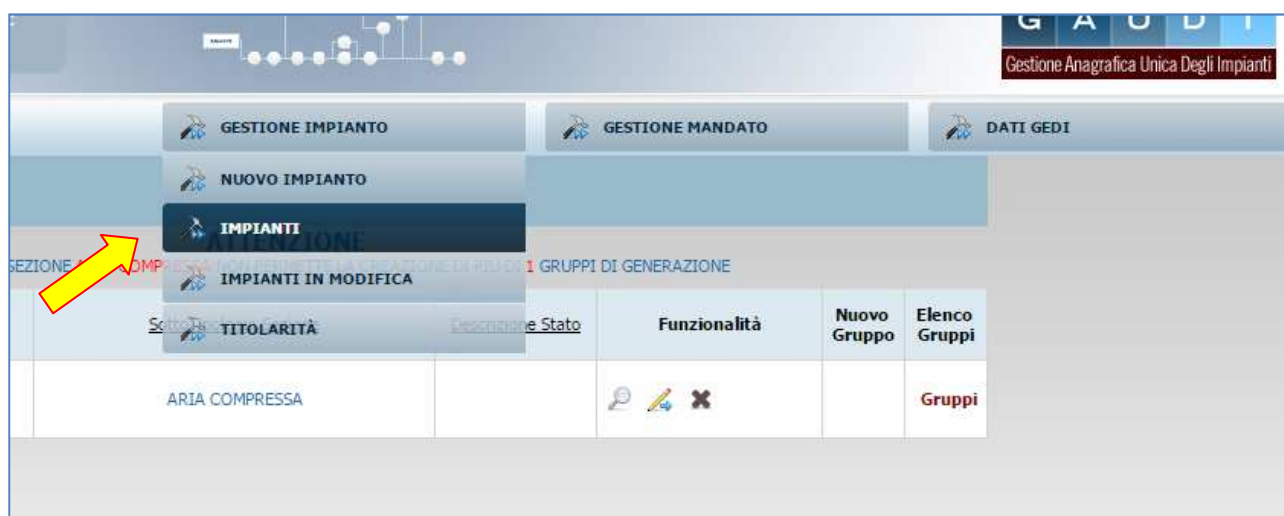 G A U D I
Gestione Anagrafica Unica Degli Impianti
GESTIONE IMPIANTO
GESTIONE MANDATO
DATI GEDI
NUOVO IMPIANTO
IMPIANTI
ATTENZIONE
1 GRUPPI DI GENERAZIONE
IMPIANTI IN MODIFICA
TITOLARITÀ
Descrizione Stato
Funzionalità
Nuovo Gruppo
Elenco Gruppi
ARIA COMPRESSA
Gruppi